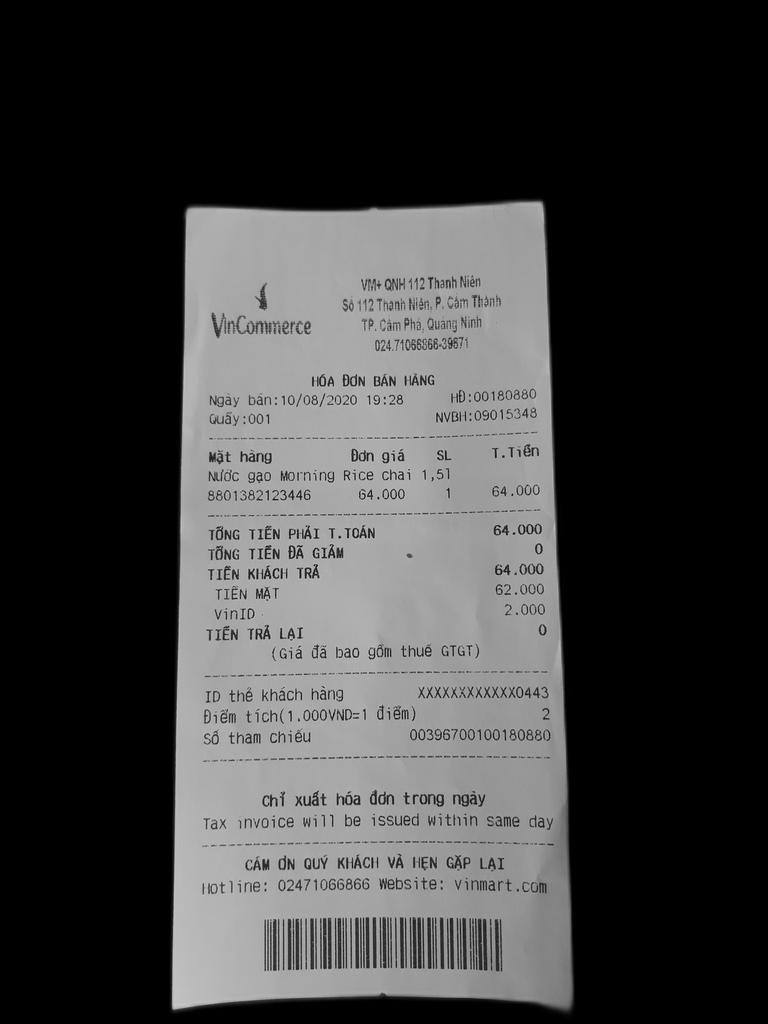 VinCommerce
VM+ QNH 112 Thanh Niên
Số 112 Thanh Niên, P. Cẩm Thành
TP. Cẩm Phả, Quảng Ninh
024.71066866-39671
HÓA ĐƠN BÁN HÀNG
Ngày bán:10/08/2020 19:28 HĐ:00180880
Quầy:001 NVBH:09015348
Mặt hàng Đơn giá SL T.Tiền
Nước gạo Morning Rice chai 1,5l
8801382123446 64.000 1 64.000
TỔNG TIỀN PHẢI T.TOÁN 64.000
TỔNG TIỀN ĐÃ GIẢM 0
TIỀN KHÁCH TRẢ 64.000
TIỀN MẶT 62.000
VinID 2.000
TIỀN TRẢ LẠI 0
(Giá đã bao gồm thuế GTGT)
ID thẻ khách hàng XXXXXXXXXXXX0443
Điểm tích(1.000VND=1 điểm) 2
Số tham chiếu 00396700100180880
Chỉ xuất hóa đơn trong ngày
Tax invoice will be issued within same day
CẢM ƠN QUÝ KHÁCH VÀ HẸN GẶP LẠI
Hotline: 02471066866 Website: vinmart.com